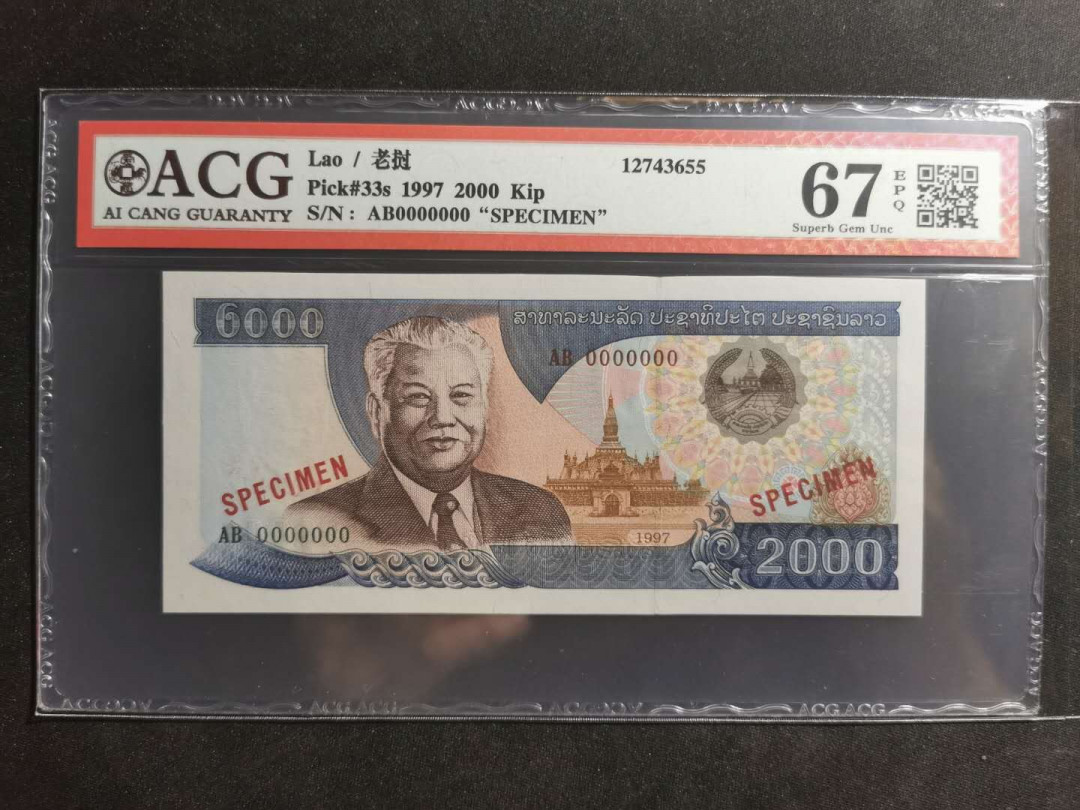 ACG
AI CANG GUARANTY
Lao / 老挝
Pick#33s 1997 2000 Kip
S/N: AB0000000 “SPECIMEN”
12743655
67
EPQ
Superb Gem Unc
໒000
ສາທາລະນະລັດ ປະຊາທິປະໄຕ ປະຊາຊົນລາວ
AB 0000000
SPECIMEN
SPECIMEN
AB 0000000
1997
2000